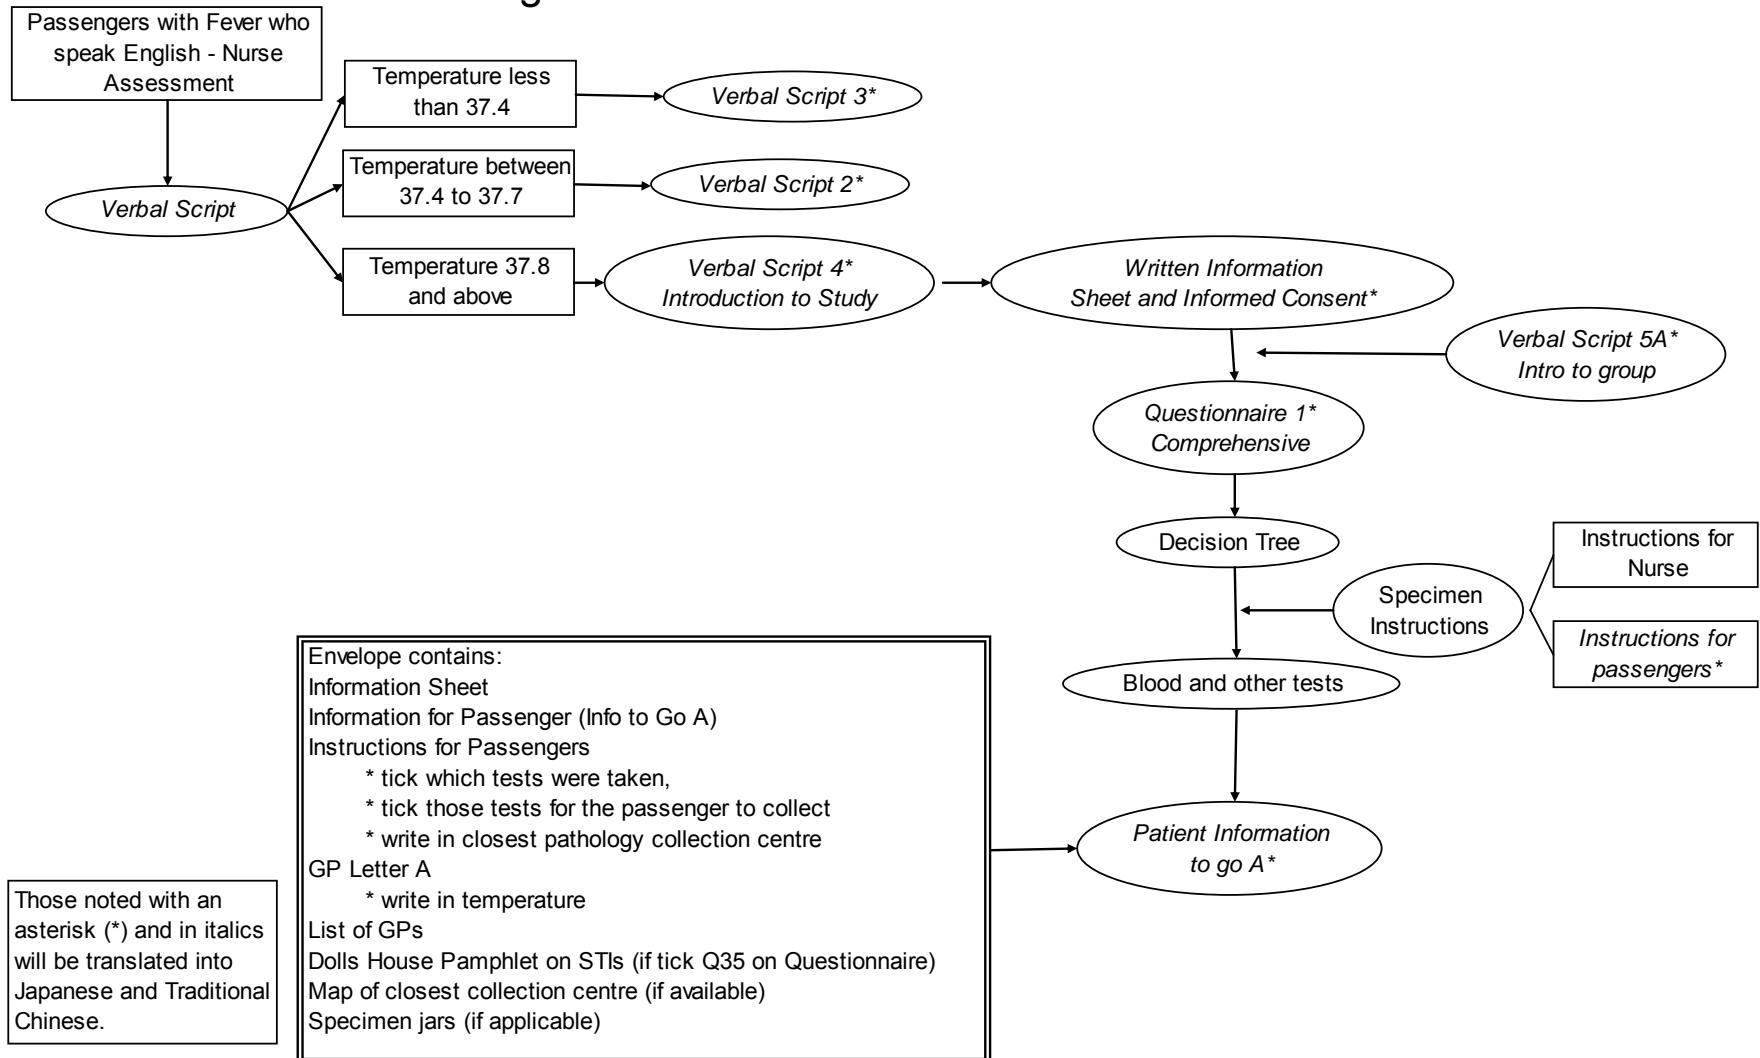 Passengers with Fever who
speak English - Nurse
Assessment
Verbal Script
Temperature less
than 37.4
Verbal Script 3*
Temperature between
37.4 to 37.7
Verbal Script 2*
Temperature 37.8
and above
Verbal Script 4*
Introduction to Study
Written Information
Sheet and Informed Consent*
Verbal Script 5A*
Intro to group
Questionnaire 1*
Comprehensive
Decision Tree
Specimen
Instructions
Instructions for
Nurse
Instructions for
passengers*
Blood and other tests
Patient Information
to go A*
Envelope contains:
Information Sheet
Information for Passenger (Info to Go A)
Instructions for Passengers
* tick which tests were taken,
* tick those tests for the passenger to collect
* write in closest pathology collection centre
GP Letter A
* write in temperature
List of GPs
Dolls House Pamphlet on STIs (if tick Q35 on Questionnaire)
Map of closest collection centre (if available)
Specimen jars (if applicable)
Those noted with an
asterisk (*) and in italics
will be translated into
Japanese and Traditional
Chinese.